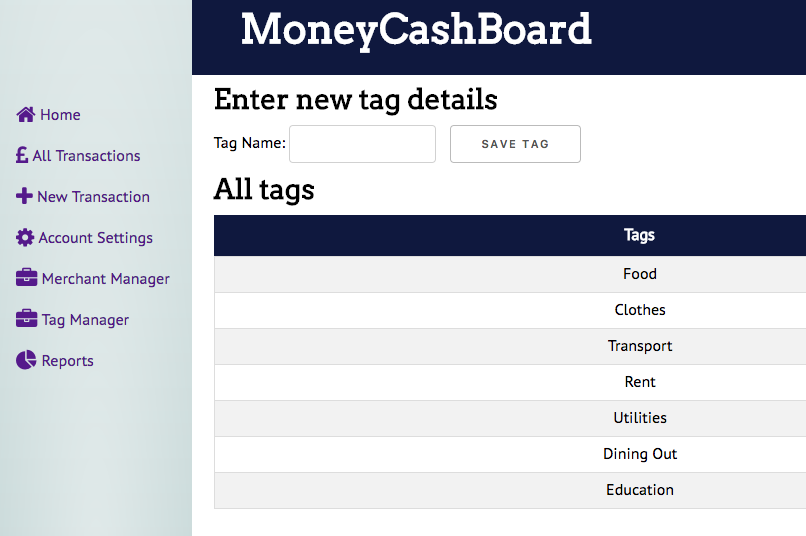 MoneyCashBoard
Home
All Transactions
New Transaction
Account Settings
Merchant Manager
Tag Manager
Reports
Enter new tag details
Tag Name:
SAVE TAG
All tags
Tags
Food
Clothes
Transport
Rent
Utilities
Dining Out
Education